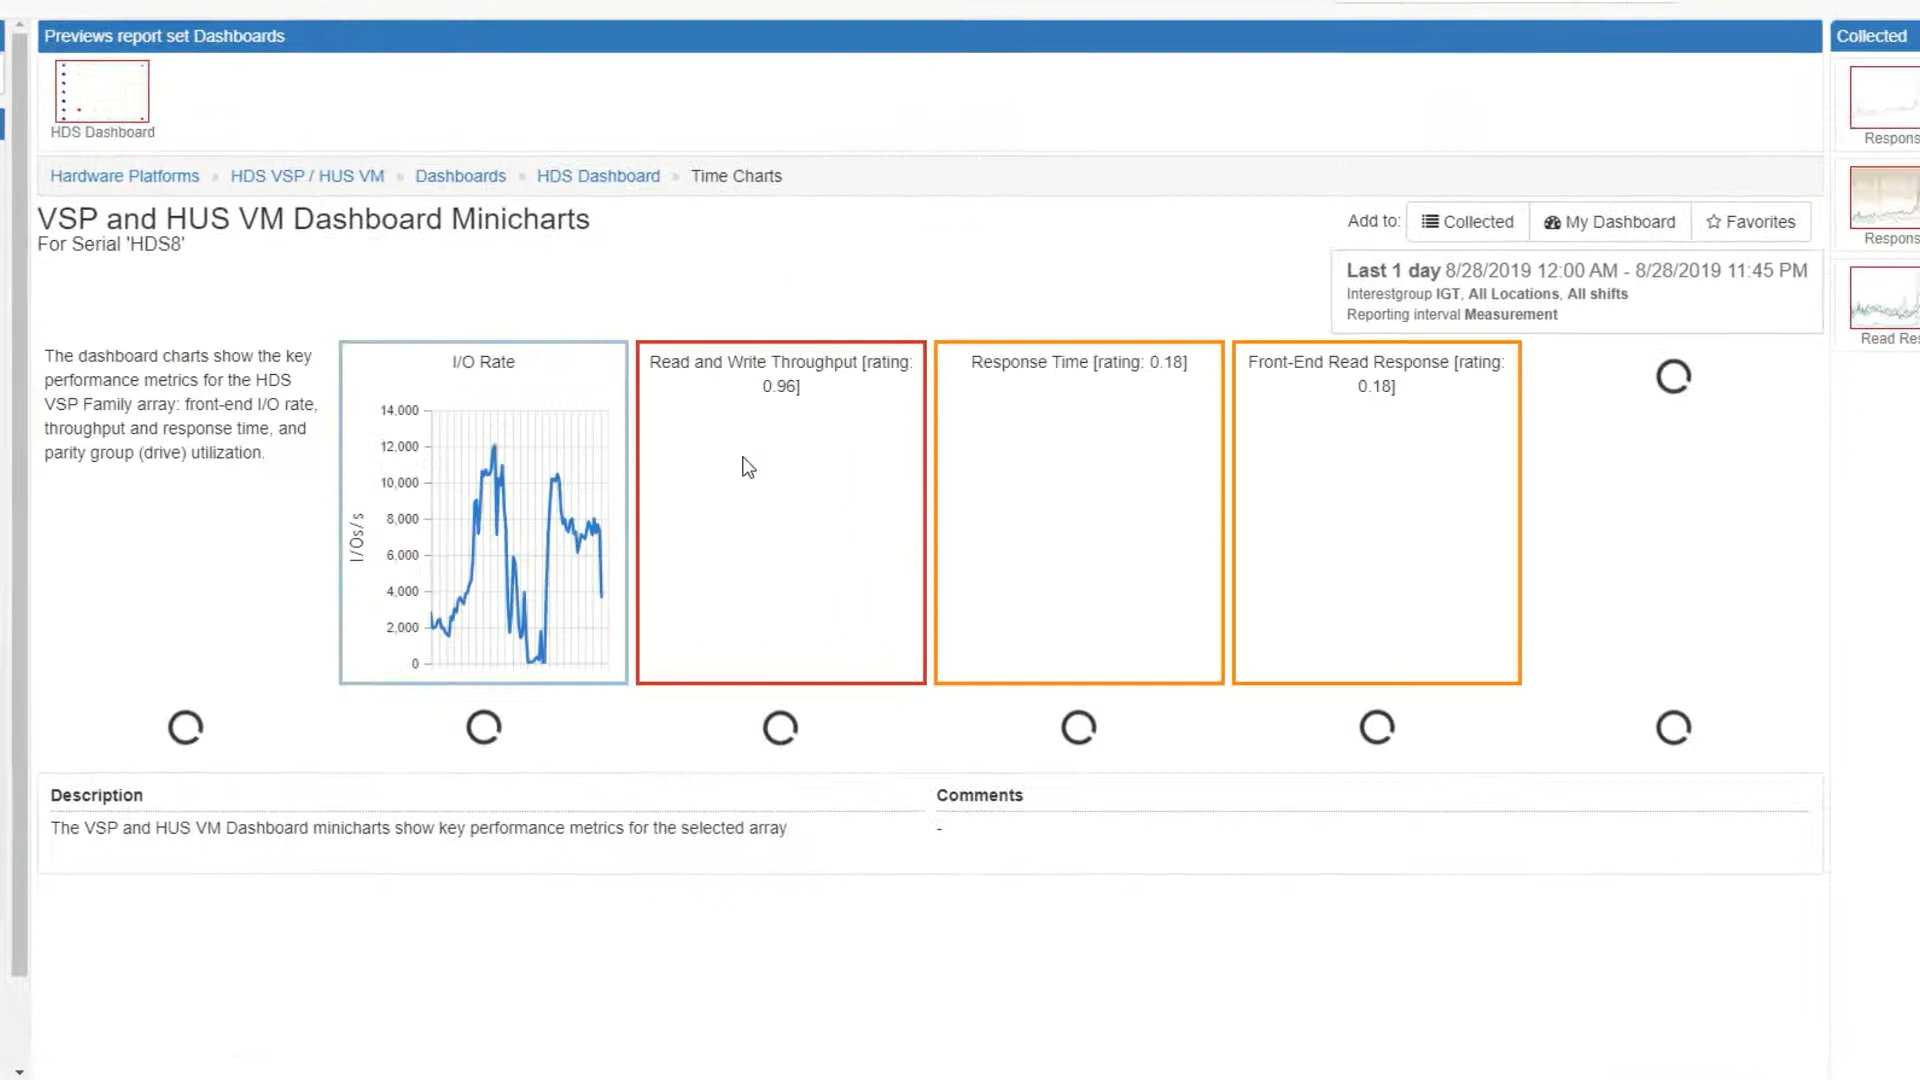 Previews report set Dashboards
Collected
HDS Dashboard
Respons
Hardware Platforms » HDS VSP / HUS VM » Dashboards » HDS Dashboard » Time Charts
VSP and HUS VM Dashboard Minicharts
For Serial 'HDS8'
Add to: Collected My Dashboard Favorites
Respons
Last 1 day 8/28/2019 12:00 AM - 8/28/2019 11:45 PM
Interestgroup IGT, All Locations, All shifts
Reporting interval Measurement
Read Res
The dashboard charts show the key
performance metrics for the HDS
VSP Family array: front-end I/O rate,
throughput and response time, and
parity group (drive) utilization.
I/O Rate
14,000
12,000
10,000
8,000
6,000
4,000
2,000
0
I/Os/s
Read and Write Throughput [rating:
0.96]
Response Time [rating: 0.18]
Front-End Read Response [rating:
0.18]
Description
The VSP and HUS VM Dashboard minicharts show key performance metrics for the selected array
Comments
-